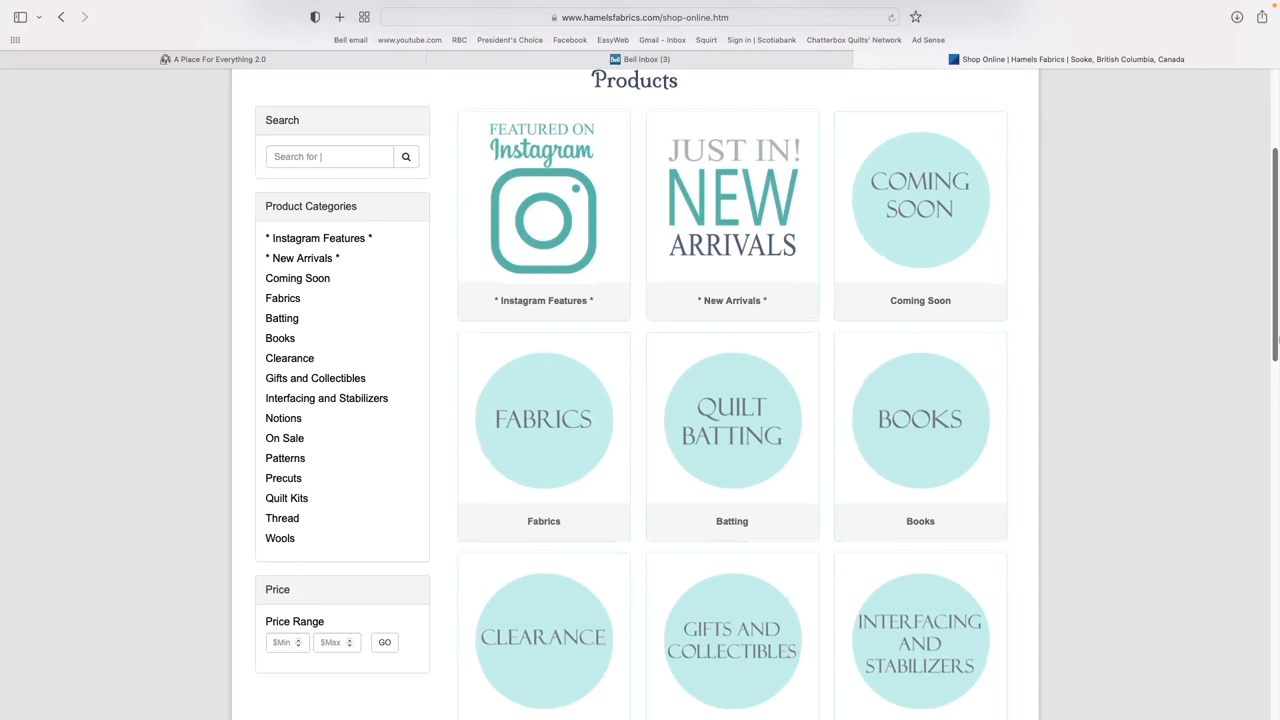 www.hamelsfabrics.com/shop-online.htm
Bell email www.youtube.com RBC President's Choice Facebook EasyWeb Gmail - Inbox Squirt Sign in | Scotiabank Chatterbox Quilts' Network Ad Sense
A Place For Everything 2.0
Bell Bell Inbox (3)
Shop Online | Hamels Fabrics | Sooke, British Columbia, Canada
Products
Search
Search for |
Product Categories
* Instagram Features *
* New Arrivals *
Coming Soon
Fabrics
Batting
Books
Clearance
Gifts and Collectibles
Interfacing and Stabilizers
Notions
On Sale
Patterns
Precuts
Quilt Kits
Thread
Wools
Price
Price Range
$Min $Max GO
FEATURED ON
Instagram
* Instagram Features *
JUST IN!
NEW
ARRIVALS
* New Arrivals *
COMING
SOON
Coming Soon
FABRICS
Fabrics
QUILT
BATTING
Batting
BOOKS
Books
CLEARANCE
GIFTS AND
COLLECTIBLES
INTERFACING
AND
STABILIZERS